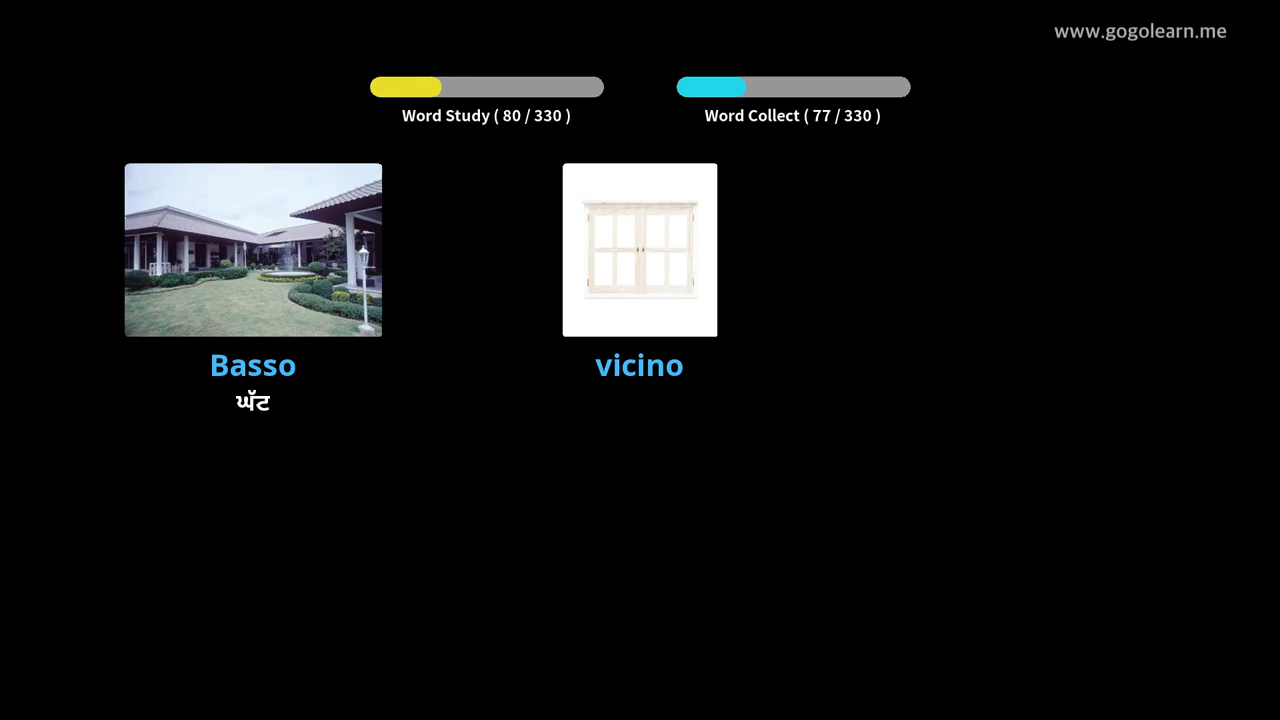 www.gogolearn.me
Word Study ( 80 / 330 )
Word Collect ( 77 / 330 )
Basso
ਘੱਟ
vicino